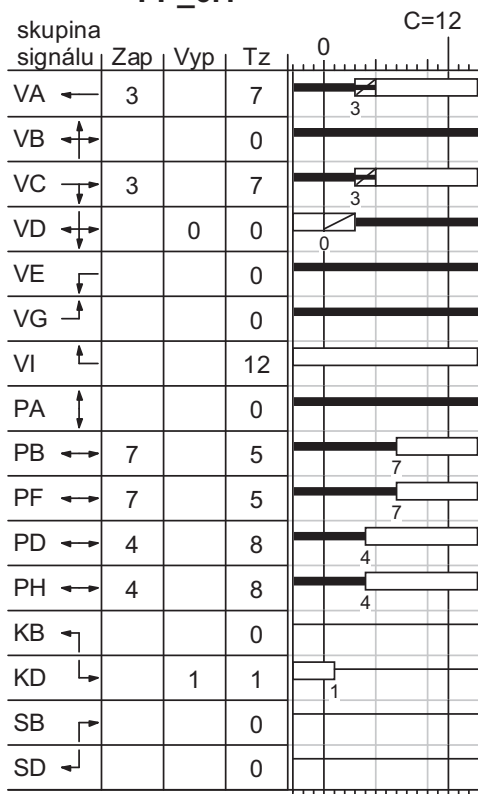 C=12
skupina
signálu Zap Vyp Tz 0
VA 3 7 3
VB 0
VC 3 7 3
VD 0 0 0
VE 0
VG 0
VI 12
PA 0
PB 7 5 7
PF 7 5 7
PD 4 8 4
PH 4 8 4
KB 0
KD 1 1 1
SB 0
SD 0